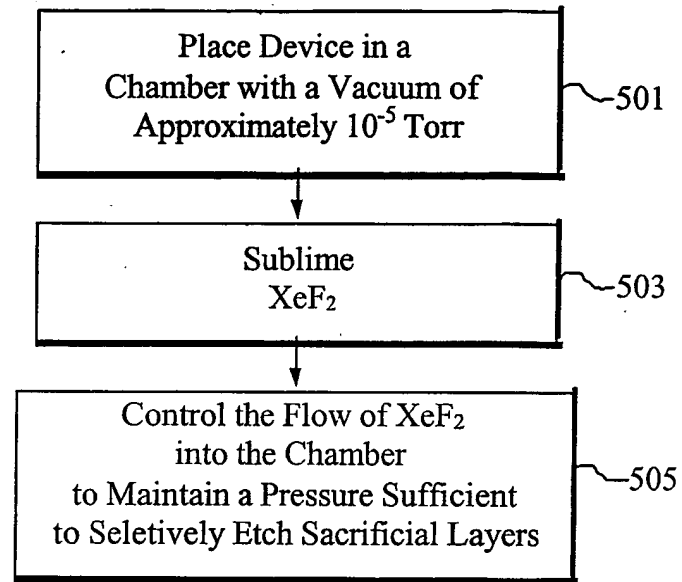 Place Device in a
Chamber with a Vacuum of
Approximately 10⁻⁵ Torr
501
Sublime
XeF₂
503
Control the Flow of XeF₂
into the Chamber
to Maintain a Pressure Sufficient
to Seletively Etch Sacrificial Layers
505